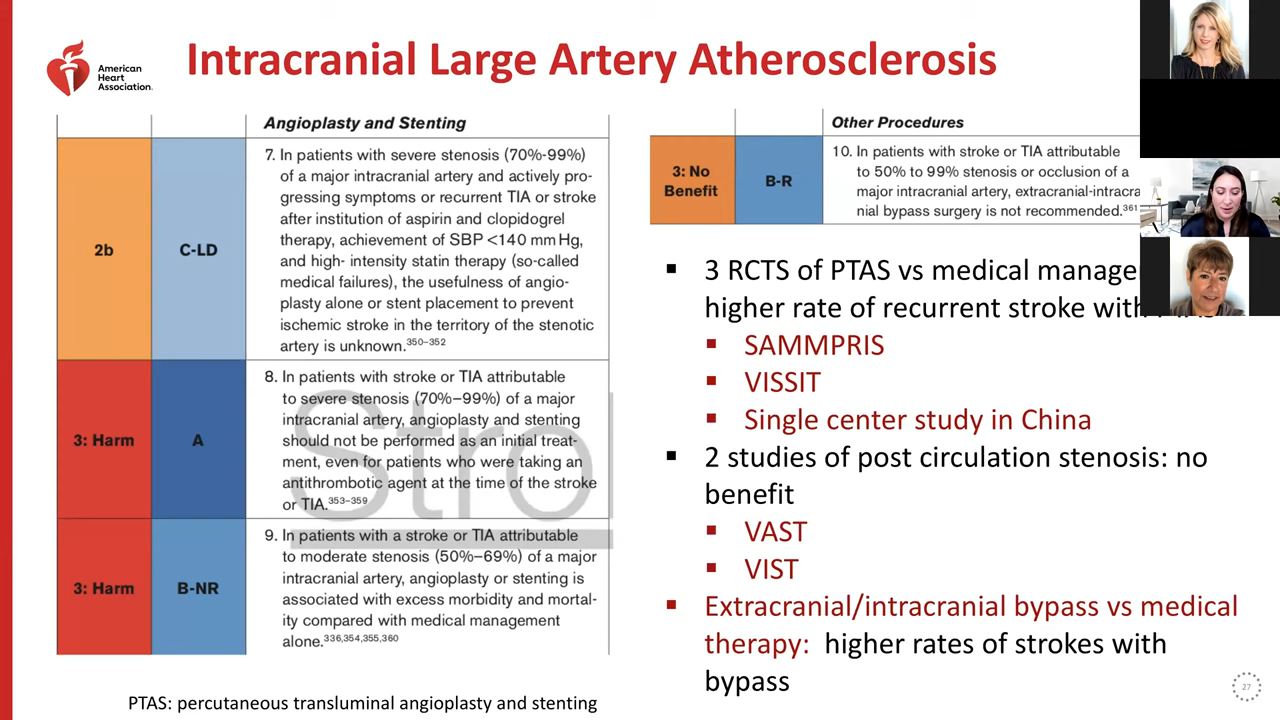 Intracranial Large Artery Atherosclerosis
American
Heart
Association.
Angioplasty and Stenting
2b
C-LD
7. In patients with severe stenosis (70%-99%)
of a major intracranial artery and actively pro-
gressing symptoms or recurrent TIA or stroke
after institution of aspirin and clopidogrel
therapy, achievement of SBP <140 mm Hg,
and high- intensity statin therapy (so-called
medical failures), the usefulness of angio-
plasty alone or stent placement to prevent
ischemic stroke in the territory of the stenotic
artery is unknown.350–352
3: Harm
A
8. In patients with stroke or TIA attributable
to severe stenosis (70%–99%) of a major
intracranial artery, angioplasty and stenting
should not be performed as an initial treat-
ment, even for patients who were taking an
antithrombotic agent at the time of the stroke
or TIA.353–359
3: Harm
B-NR
9. In patients with a stroke or TIA attributable
to moderate stenosis (50%–69%) of a major
intracranial artery, angioplasty or stenting is
associated with excess morbidity and mortal-
ity compared with medical management
alone.336,354,355,360
Stro
PTAS: percutaneous transluminal angioplasty and stenting
Other Procedures
3: No
Benefit
B-R
10. In patients with stroke or TIA attributable
to 50% to 99% stenosis or occlusion of a
major intracranial artery, extracranial-intracra
nial bypass surgery is not recommended.361
▪ 3 RCTS of PTAS vs medical manage
higher rate of recurrent stroke with
▪ SAMMPRIS
▪ VISSIT
▪ Single center study in China
▪ 2 studies of post circulation stenosis: no
benefit
▪ VAST
▪ VIST
▪ Extracranial/intracranial bypass vs medical
therapy: higher rates of strokes with
bypass
27